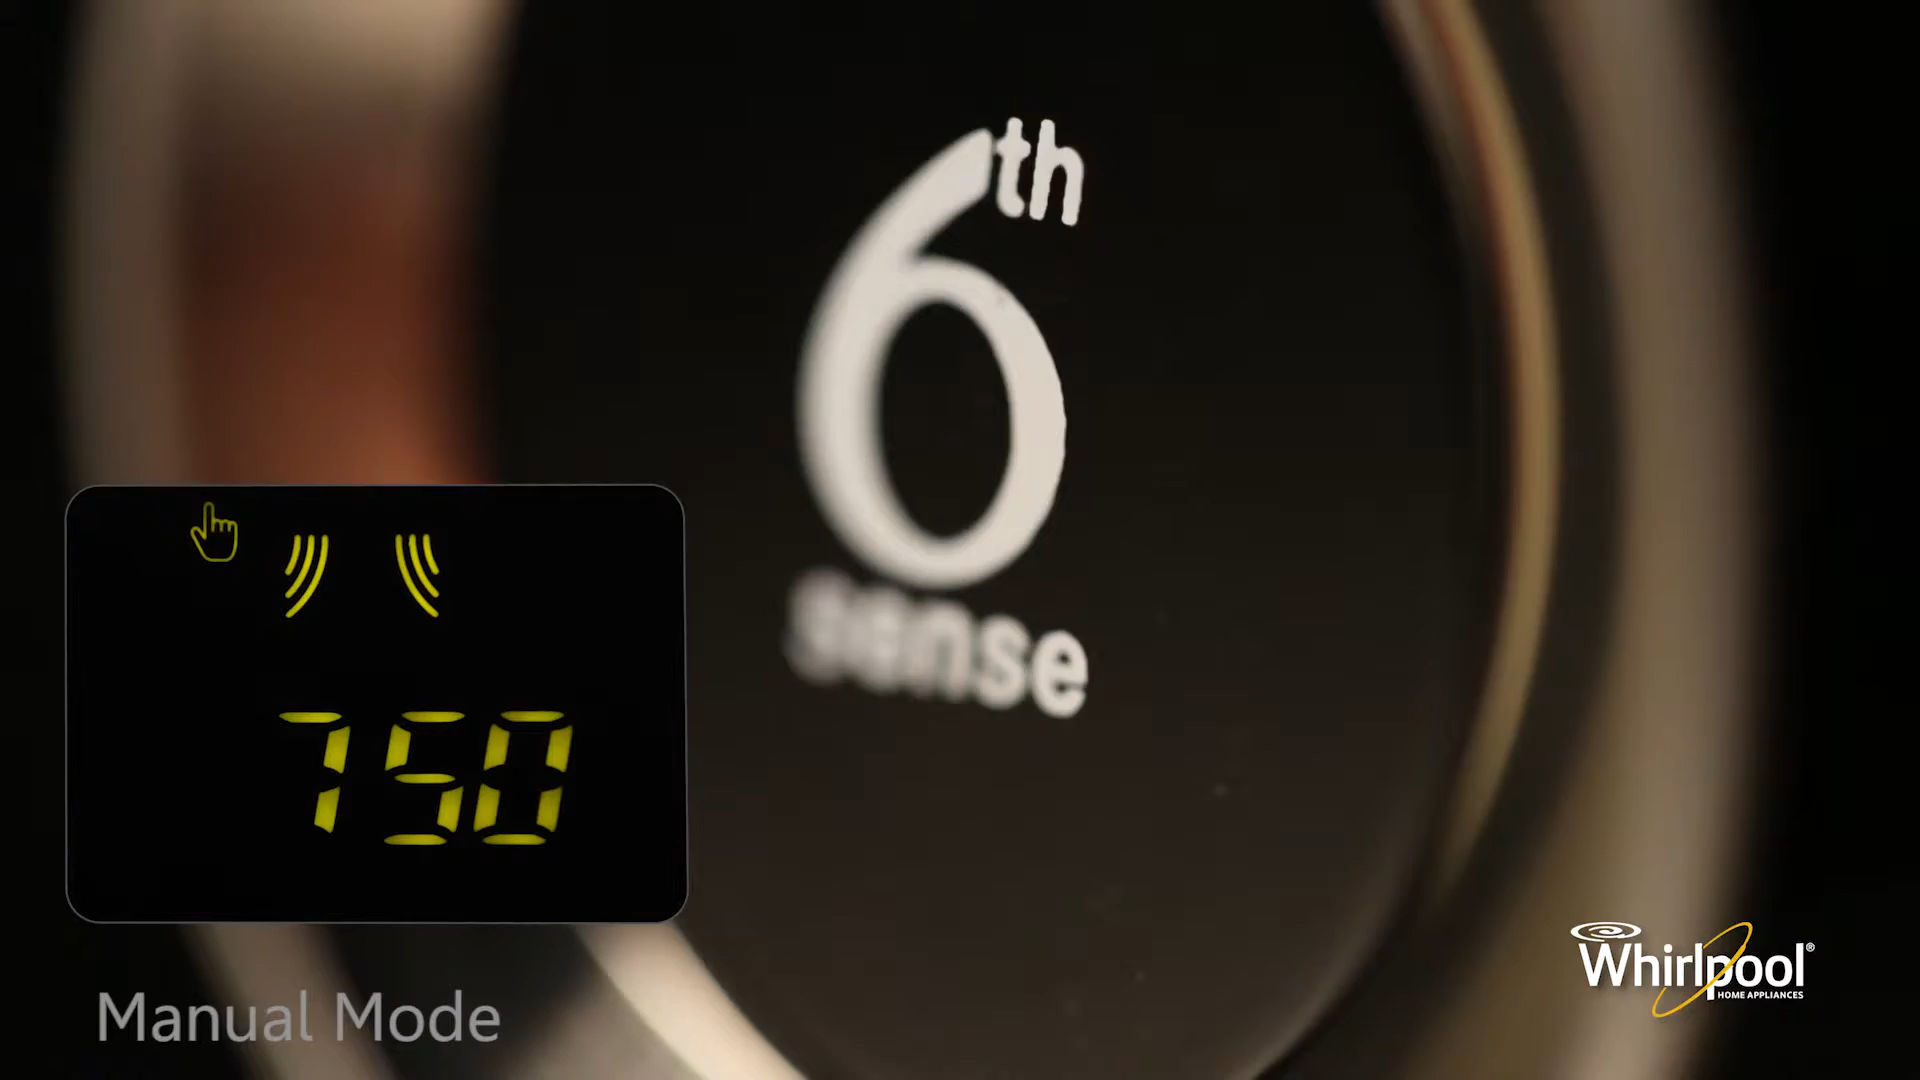 6th
sense
750
Whirlpool®
HOME APPLIANCES
Manual Mode